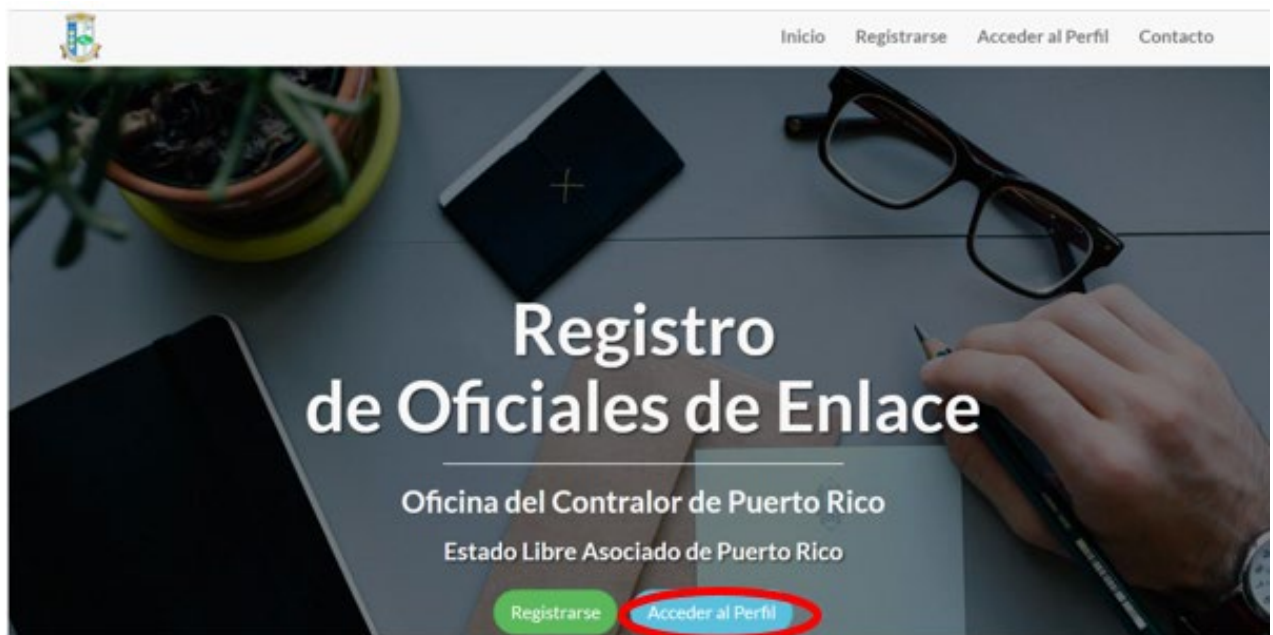 Inicio Registrarse Acceder al Perfil Contacto
Registro
de Oficiales de Enlace
Oficina del Contralor de Puerto Rico
Estado Libre Asociado de Puerto Rico
Registrarse Acceder al Perfil